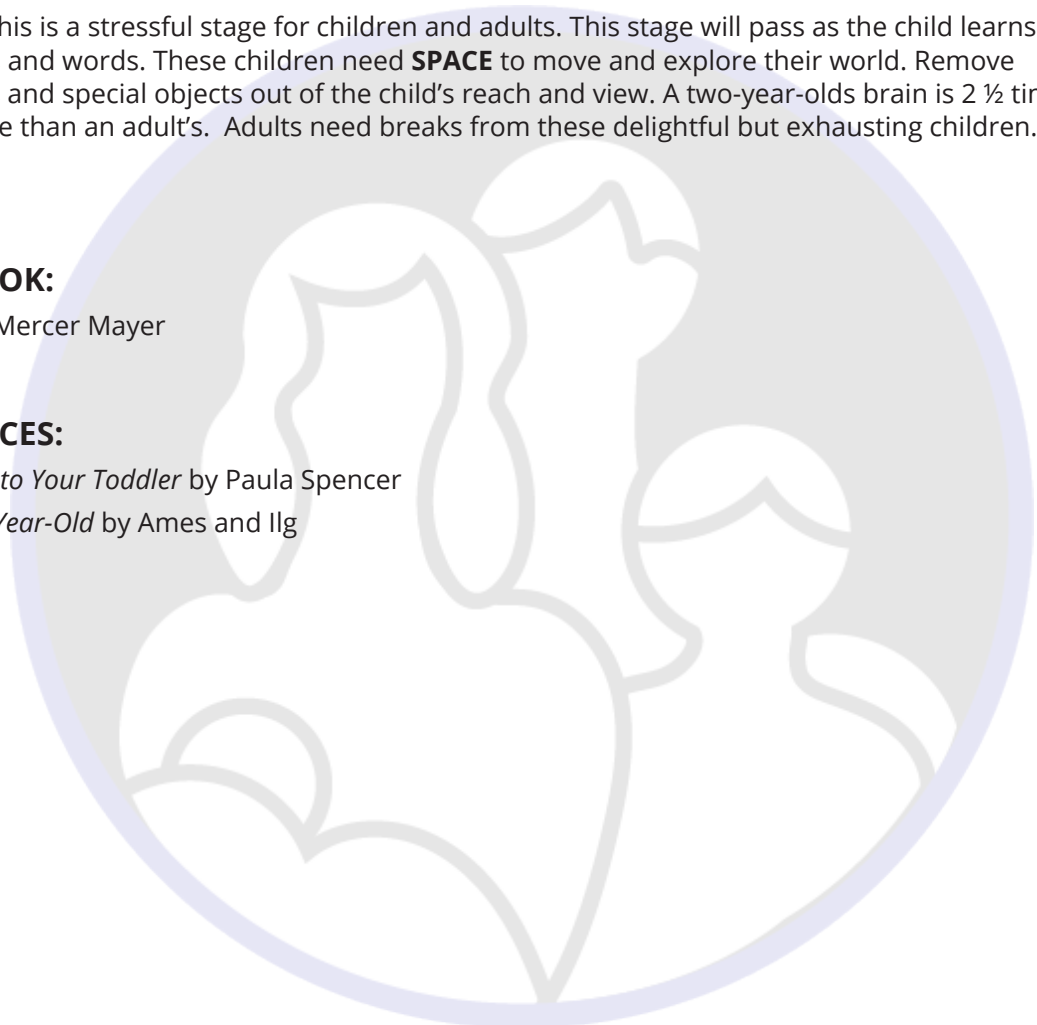 his is a stressful stage for children and adults. This stage will pass as the child learns
and words. These children need SPACE to move and explore their world. Remove
and special objects out of the child’s reach and view. A two-year-olds brain is 2 ½
e than an adult’s.  Adults need breaks from these delightful but exhausting children.
OK:
Mercer Mayer
CES:
to Your Toddler by Paula Spencer
Year-Old by Ames and Ilg